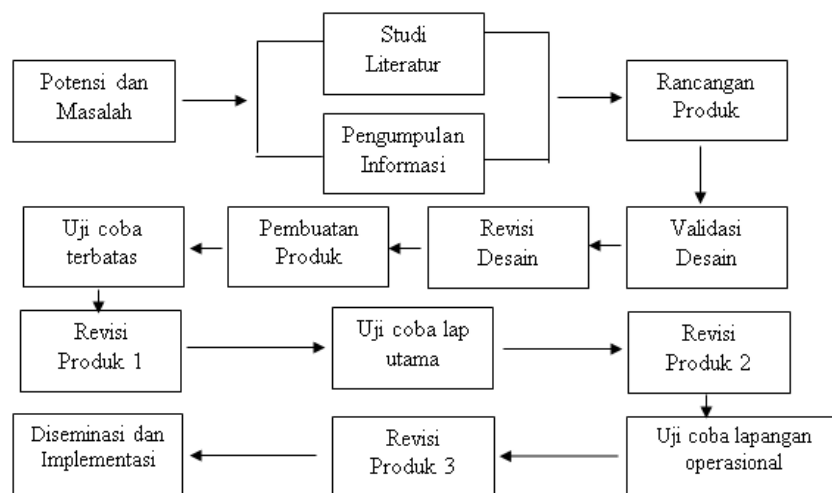 Studi
Literatur
Potensi dan
Masalah
Pengumpulan
Informasi
Rancangan
Produk
Validasi
Desain
Revisi
Desain
Pembuatan
Produk
Uji coba
terbatas
Revisi
Produk 1
Uji coba lap
utama
Revisi
Produk 2
Uji coba lapangan
operasional
Revisi
Produk 3
Diseminasi dan
Implementasi